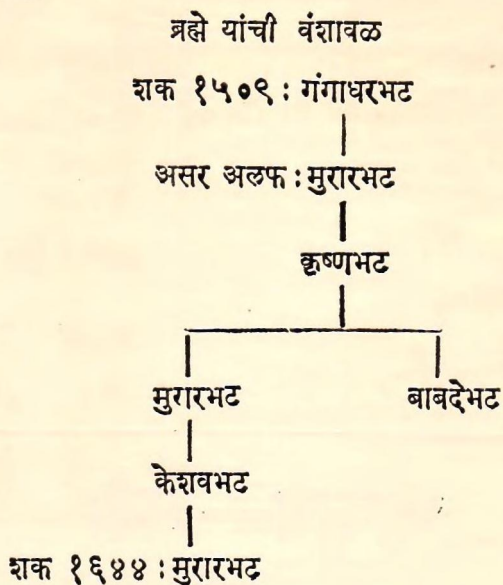 ब्रह्मे यांची वंशावळ
शक १५०९ : गंगाधरभट
असर अलफ : मुरारभट
कृष्णभट
मुरारभट बाबदेभट
केशवभट
शक १६४४ : मुरारभट